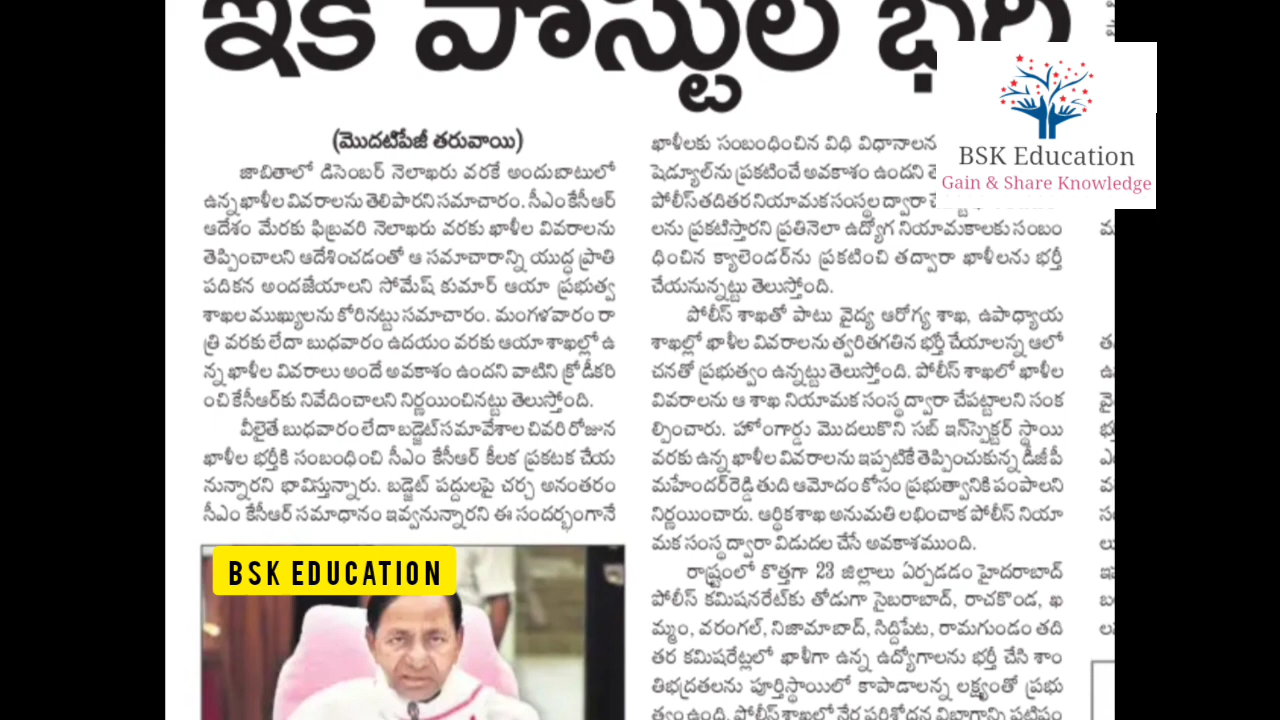 ఇక పోస్టుల భర్తీ
(మొదటిపేజీ తరువాయి)
జాబితాలో డిసెంబర్ నెలాఖరు వరకే అందుబాటులో
ఉన్న ఖాళీల వివరాలను తెలిపారని సమాచారం. సీఎం కేసీఆర్
ఆదేశం మేరకు ఫిబ్రవరి నెలాఖరు వరకు ఖాళీల వివరాలను
తెప్పించాలని ఆదేశించడంతో ఆ సమాచారాన్ని యుద్ధ ప్రాతి
పదికన అందజేయాలని సోమేష్ కుమార్ ఆయా ప్రభుత్వ
శాఖల ముఖ్యులను కోరినట్టు సమాచారం. మంగళవారం రా
త్రి వరకు లేదా బుధవారం ఉదయం వరకు ఆయా శాఖల్లో ఉ
న్న ఖాళీల వివరాలు అందే అవకాశం ఉందని వాటిని క్రోడీకరి
ంచి కేసీఆర్‌కు నివేదించాలని నిర్ణయించినట్టు తెలుస్తోంది.
వీలైతే బుధవారం లేదా బడ్జెట్ సమావేశాల చివరి రోజున
ఖాళీల భర్తీకి సంబంధించి సీఎం కేసీఆర్ కీలక ప్రకటక చేయ
నున్నారని భావిస్తున్నారు. బడ్జెట్ పద్దులపై చర్చ అనంతరం
సీఎం కేసీఆర్ సమాధానం ఇవ్వనున్నారని ఈ సందర్భంగానే
BSK EDUCATION
ఖాళీలకు సంబంధించిన విధి విధానాలను
షెడ్యూల్‌ను ప్రకటించే అవకాశం ఉందని
పోలీస్ తదితర నియామక సంస్థల ద్వారా
లను ప్రకటిస్తారని ప్రతినెలా ఉద్యోగ నియామకాలకు సంబం
ధించిన క్యాలెండర్‌ను ప్రకటించి తద్వారా ఖాళీలను భర్తీ
చేయనున్నట్టు తెలుస్తోంది.
పోలీస్ శాఖతో పాటు వైద్య ఆరోగ్య శాఖ, ఉపాధ్యాయ
శాఖల్లో ఖాళీల వివరాలను త్వరితగతిన భర్తీ చేయాలన్న ఆలో
చనతో ప్రభుత్వం ఉన్నట్టు తెలుస్తోంది. పోలీస్ శాఖలో ఖాళీల
వివరాలను ఆ శాఖ నియామక సంస్థ ద్వారా చేపట్టాలని సంక
ల్పించారు. హోంగార్డు మొదలుకొని సబ్ ఇన్‌స్పెక్టర్ స్థాయి
వరకు ఉన్న ఖాళీల వివరాలను ఇప్పటికే తెప్పించుకున్న డీజీపీ
మహేందర్‌రెడ్డి తుది ఆమోదం కోసం ప్రభుత్వానికి పంపాలని
నిర్ణయించారు. ఆర్థికశాఖ అనుమతి లభించాక పోలీస్ నియా
మక సంస్థ ద్వారా విడుదల చేసే అవకాశముంది.
రాష్ట్రంలో కొత్తగా 23 జిల్లాలు ఏర్పడడం హైదరాబాద్
పోలీస్ కమిషనరేట్‌కు తోడుగా సైబరాబాద్, రాచకొండ, ఖ
మ్మం, వరంగల్, నిజామాబాద్, సిద్దిపేట, రామగుండం తది
తర కమిషరేట్లలో ఖాళీగా ఉన్న ఉద్యోగాలను భర్తీ చేసి శాం
తిభద్రతలను పూర్తిస్థాయిలో కాపాడాలన్న లక్ష్యంతో ప్రభు
త్వం ఉంది. పోలీస్ శాఖలో నేర పరిశోధన విభాగాన్ని పటిష్టం
BSK Education
Gain & Share Knowledge